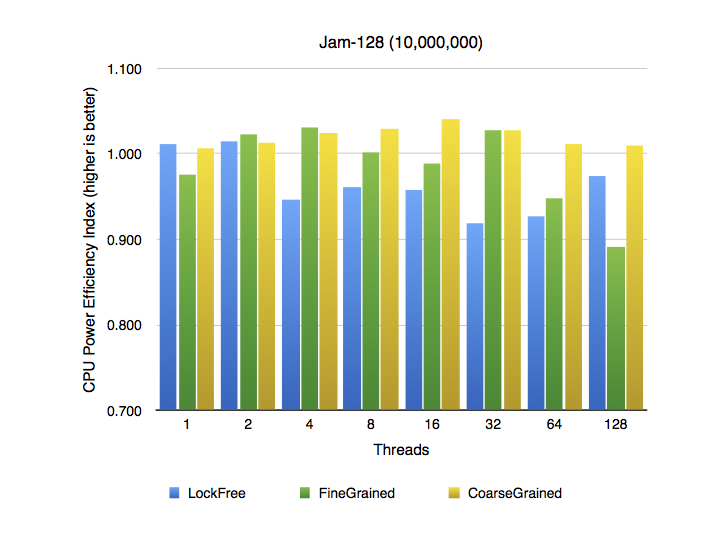 Jam-128 (10,000,000)
CPU Power Efficiency Index (higher is better)
1.100
1.000
0.900
0.800
0.700
1 2 4 8 16 32 64 128
Threads
LockFree FineGrained CoarseGrained